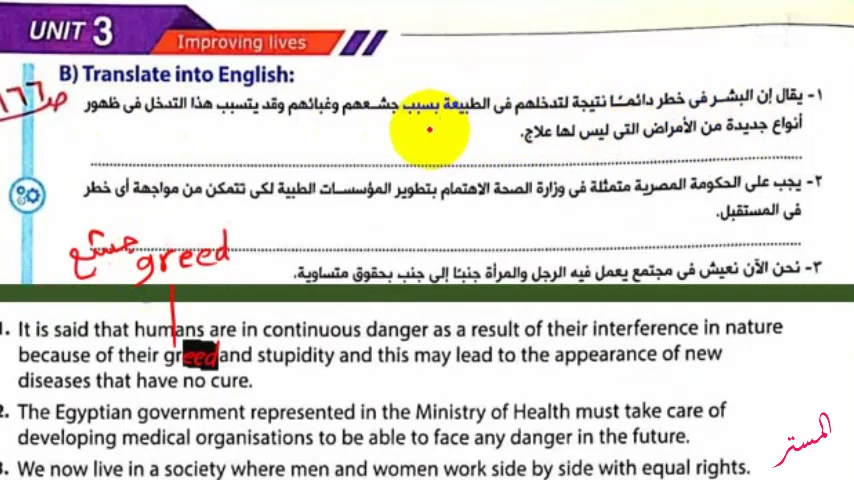 UNIT 3
Improving lives
B) Translate into English:
ص ١٦٦
١- يقال إن البشر فى خطر دائمًا نتيجة لتدخلهم فى الطبيعة بسبب جشعهم وغبائهم وقد يتسبب هذا التدخل فى ظهور
أنواع جديدة من الأمراض التى ليس لها علاج.
٢- يجب على الحكومة المصرية متمثلة فى وزارة الصحة الاهتمام بتطوير المؤسسات الطبية لكى تتمكن من مواجهة أى خطر
فى المستقبل.
جشع greed
٣- نحن الآن نعيش فى مجتمع يعمل فيه الرجل والمرأة جنبًا إلى جنب بحقوق متساوية.
1. It is said that humans are in continuous danger as a result of their interference in nature
because of their greed and stupidity and this may lead to the appearance of new
diseases that have no cure.
2. The Egyptian government represented in the Ministry of Health must take care of
developing medical organisations to be able to face any danger in the future.
المستر
3. We now live in a society where men and women work side by side with equal rights.